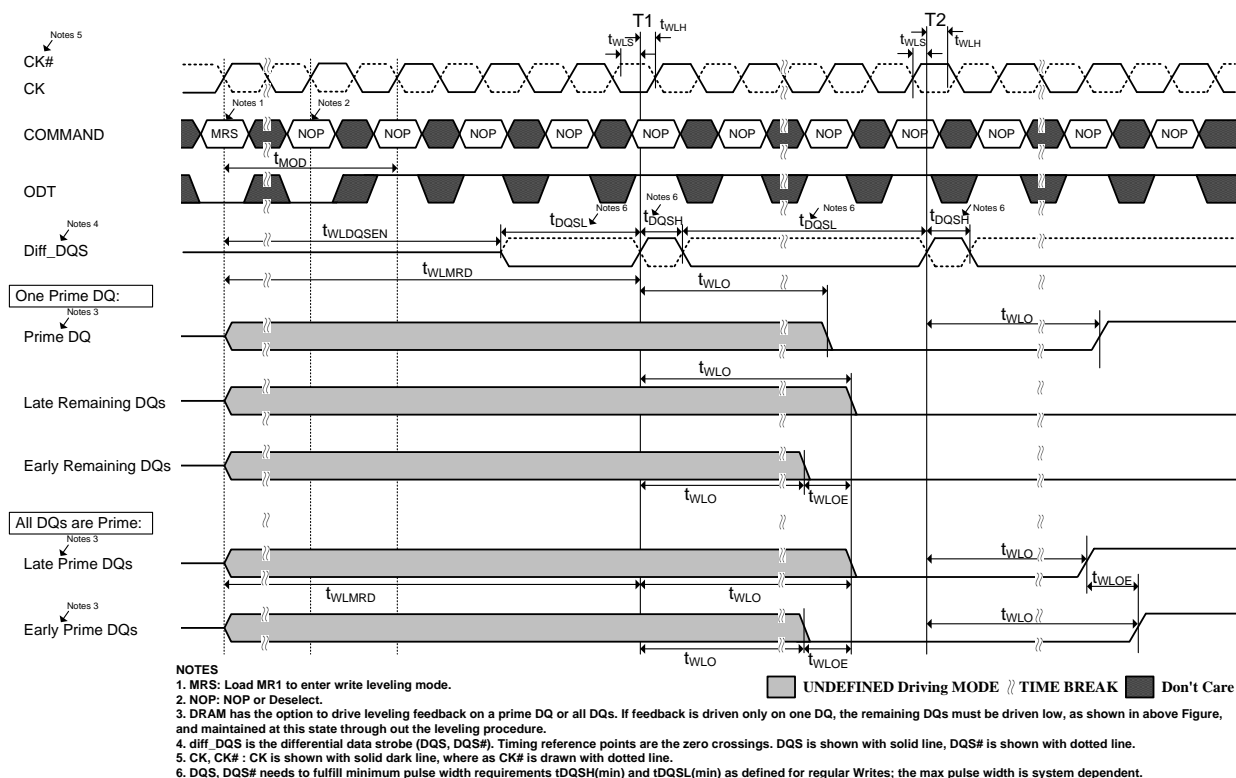 T1
T2
tWLS
tWLH
tWLS
tWLH
Notes 5
CK#
CK
Notes 1
Notes 2
COMMAND
MRS
NOP
NOP
NOP
NOP
NOP
NOP
NOP
NOP
NOP
NOP
NOP
tMOD
ODT
Notes 4
Diff_DQS
tWLDQSEN
tDQSL
Notes 6
tDQSH
Notes 6
tDQSL
Notes 6
tDQSH
Notes 6
tWLMRD
tWLO
One Prime DQ:
Notes 3
Prime DQ
tWLO
tWLO
Late Remaining DQs
Early Remaining DQs
tWLO
tWLOE
All DQs are Prime:
Notes 3
Late Prime DQs
tWLO
tWLMRD
tWLO
tWLOE
Notes 3
Early Prime DQs
tWLO
tWLO
tWLOE
NOTES
1. MRS: Load MR1 to enter write leveling mode.
UNDEFINED Driving MODE
TIME BREAK
Don't Care
2. NOP: NOP or Deselect.
3. DRAM has the option to drive leveling feedback on a prime DQ or all DQs. If feedback is driven only on one DQ, the remaining DQs must be driven low, as shown in above Figure,
and maintained at this state through out the leveling procedure.
4. diff_DQS is the differential data strobe (DQS, DQS#). Timing reference points are the zero crossings. DQS is shown with solid line, DQS# is shown with dotted line.
5. CK, CK# : CK is shown with solid dark line, where as CK# is drawn with dotted line.
6. DQS, DQS# needs to fulfill minimum pulse width requirements tDQSH(min) and tDQSL(min) as defined for regular Writes; the max pulse width is system dependent.